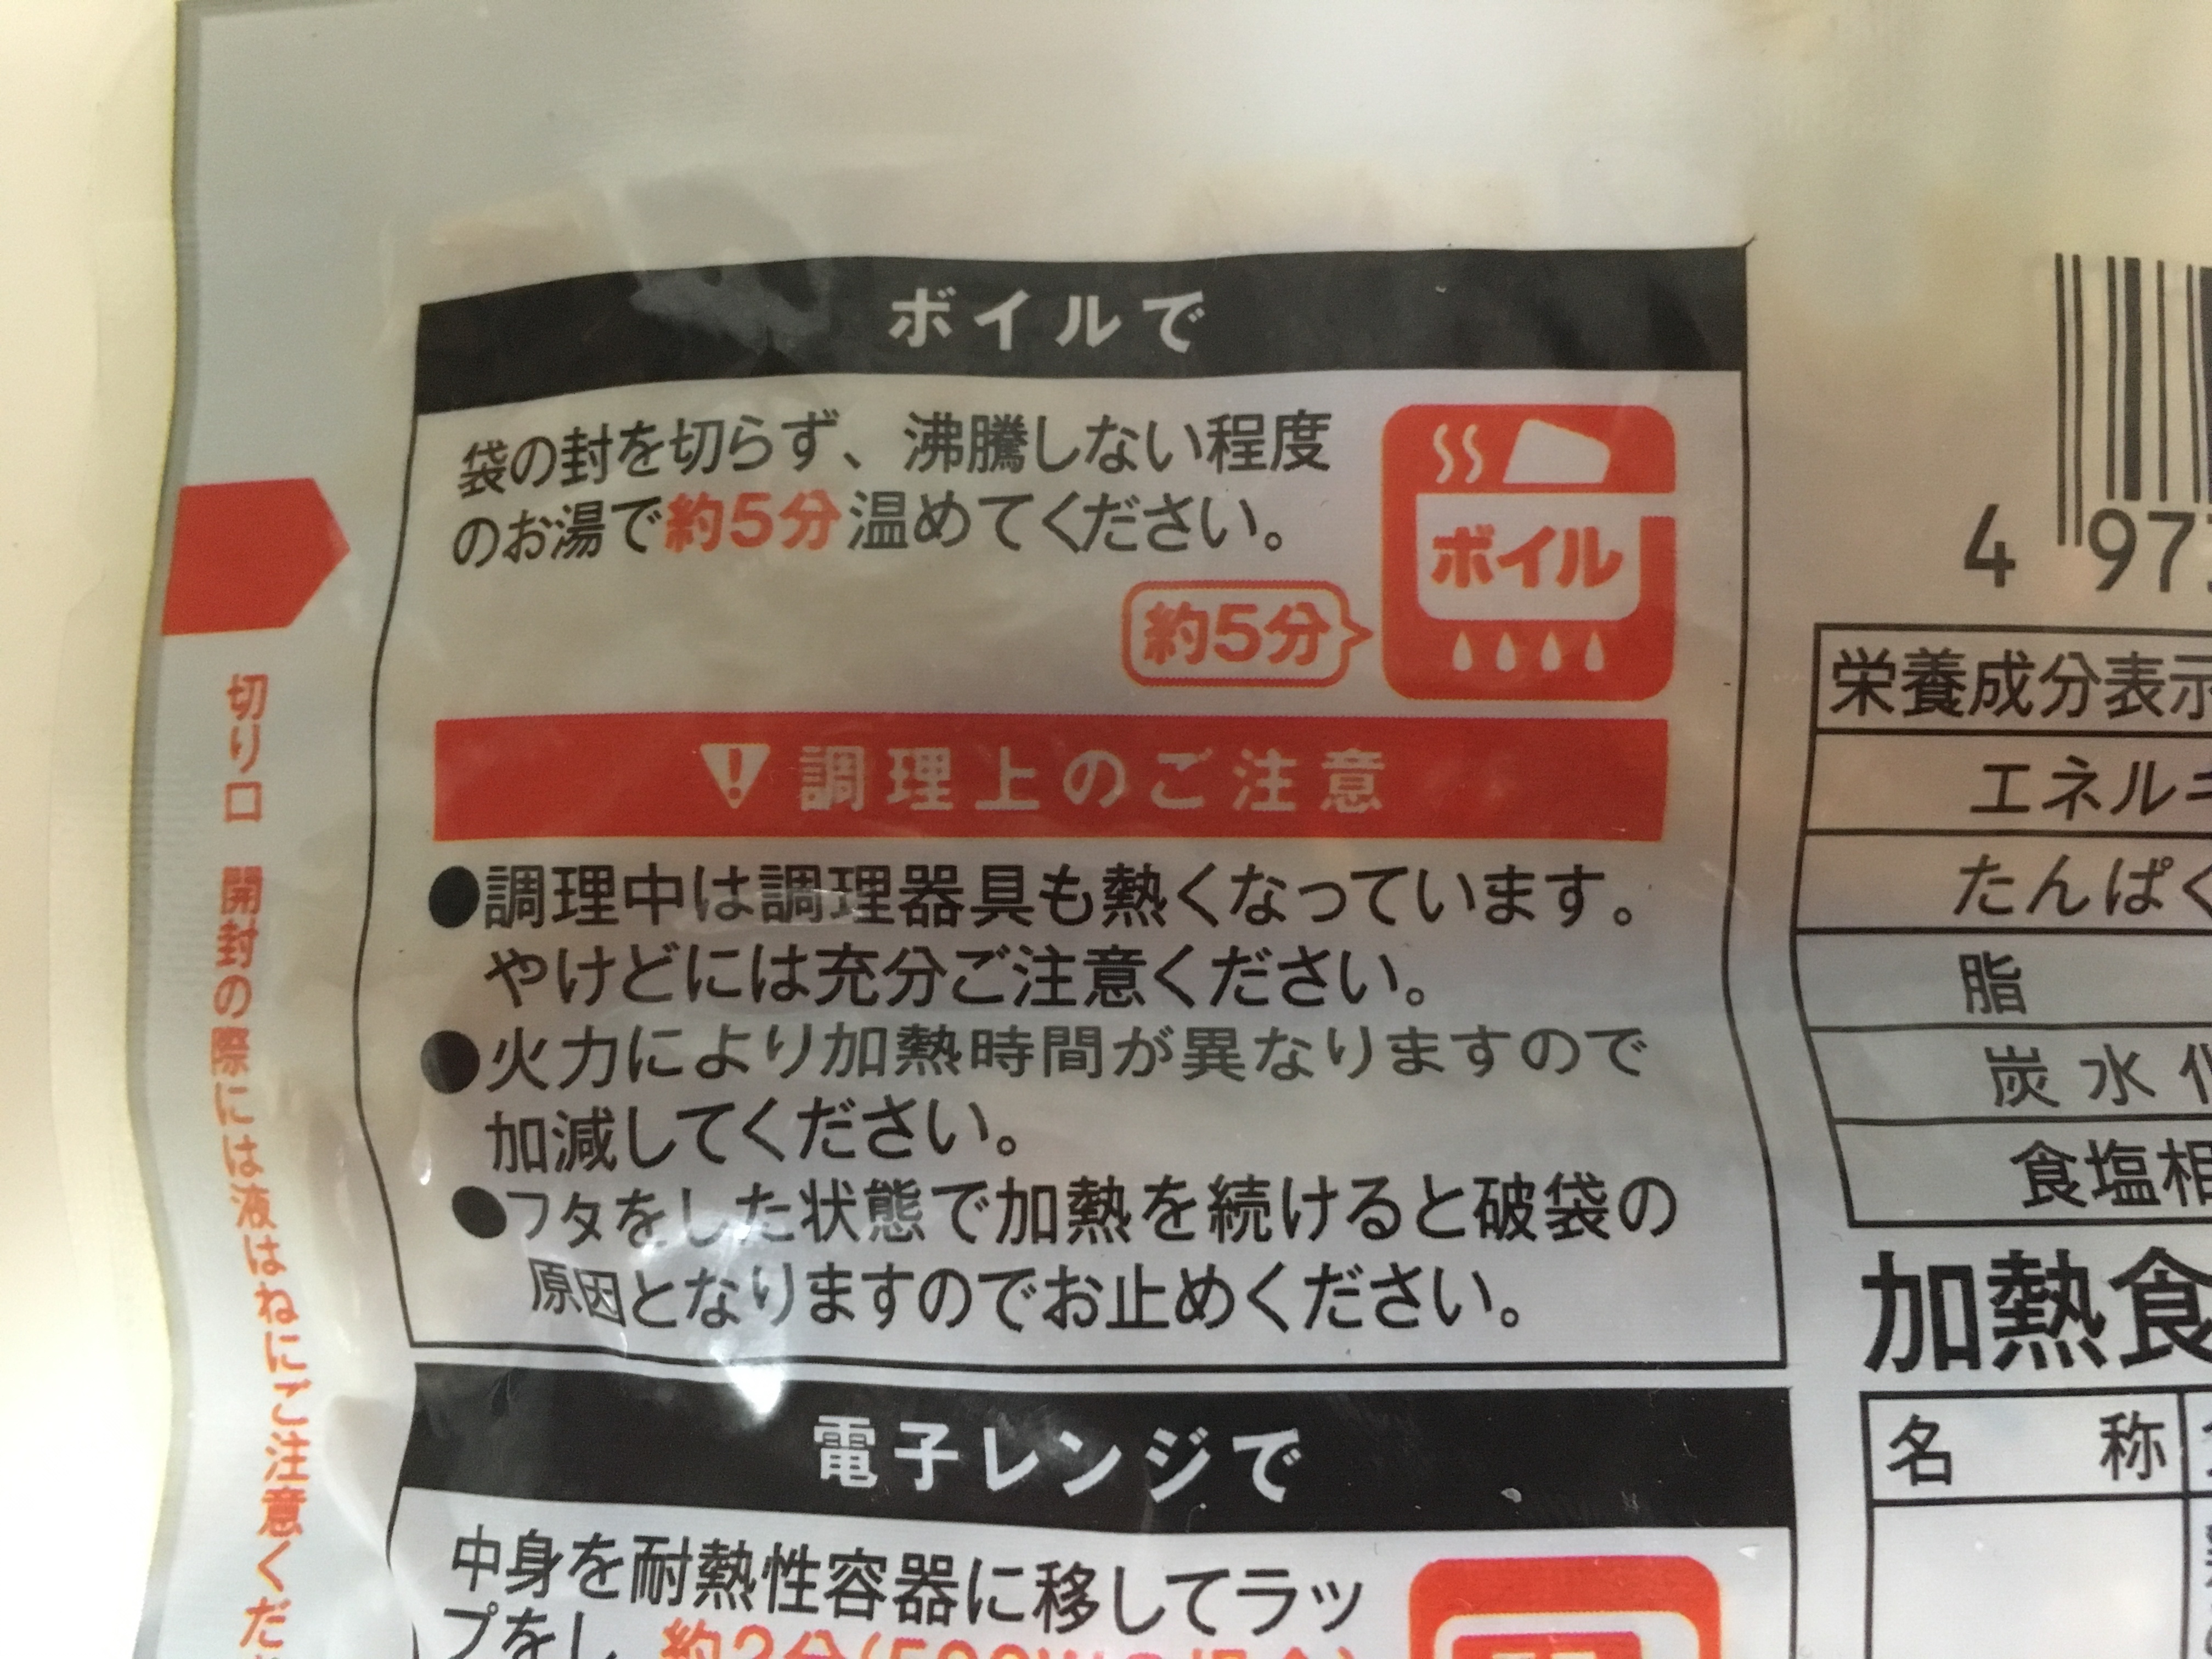 ボイルで
袋の封を切らず、沸騰しない程度
のお湯で約5分温めてください。
ボイル
約5分
調理上のご注意
●調理中は調理器具も熱くなっています。
やけどには充分ご注意ください。
●火力により加熱時間が異なりますので
加減してください。
●フタをした状態で加熱を続けると破袋の
原因となりますのでお止めください。
電子レンジで
中身を耐熱性容器に移してラッ
プをし
切り口 開封の際には液はねにご注意くだ
4 97
栄養成分表示
エネル
たんぱく
脂
炭水
食塩相
加熱食
名 称